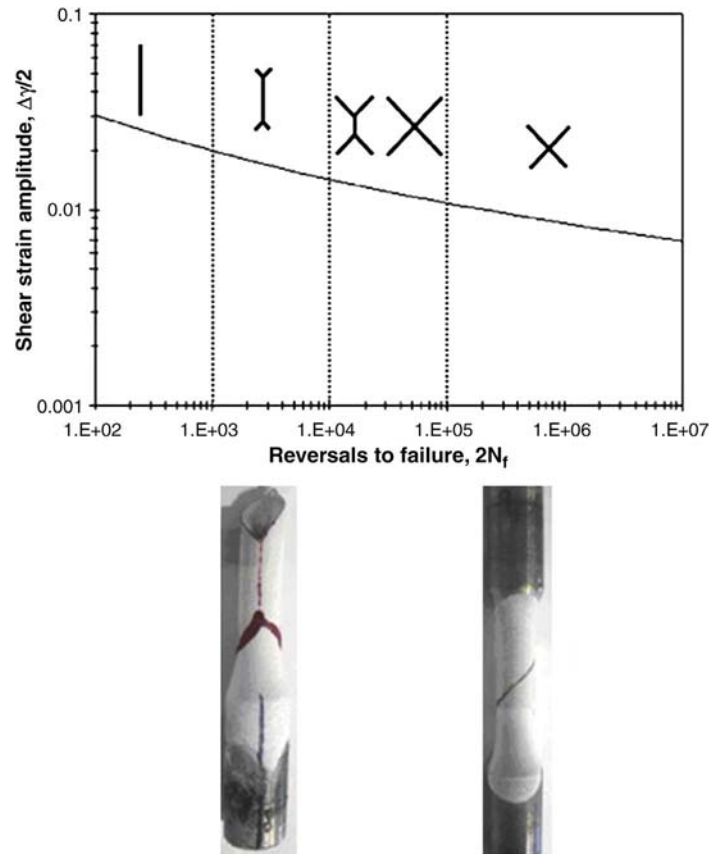 0.1
0.01
0.001
Shear strain amplitude, Δγ/2
1.E+02 1.E+03 1.E+04 1.E+05 1.E+06 1.E+07
Reversals to failure, 2Nf